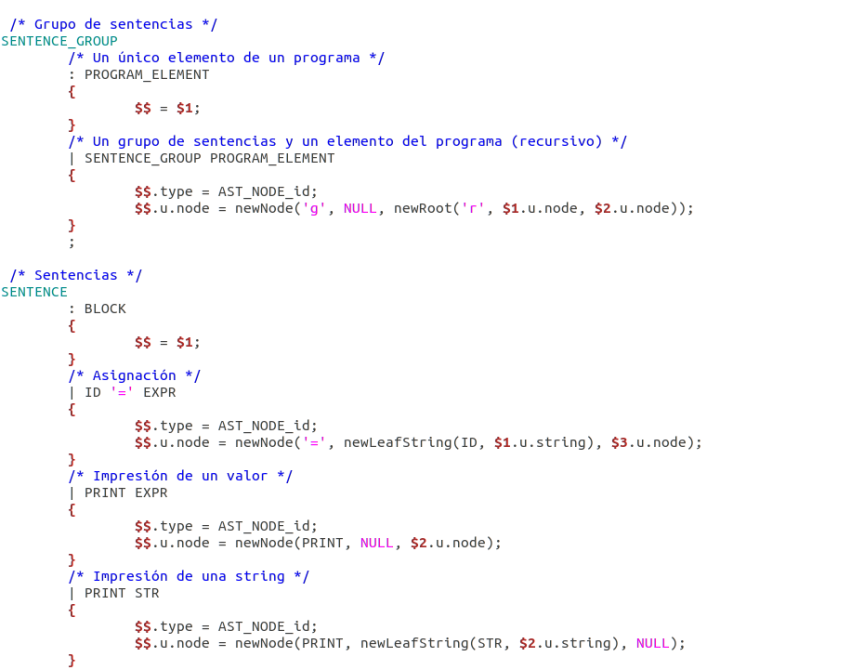 /* Grupo de sentencias */
SENTENCE_GROUP
/* Un único elemento de un programa */
: PROGRAM_ELEMENT
{
$$ = $1;
}
/* Un grupo de sentencias y un elemento del programa (recursivo) */
| SENTENCE_GROUP PROGRAM_ELEMENT
{
$$.type = AST_NODE_id;
$$.u.node = newNode('g', NULL, newRoot('r', $1.u.node, $2.u.node));
}
;
/* Sentencias */
SENTENCE
: BLOCK
{
$$ = $1;
}
/* Asignación */
| ID '=' EXPR
{
$$.type = AST_NODE_id;
$$.u.node = newNode('=', newLeafString(ID, $1.u.string), $3.u.node);
}
/* Impresión de un valor */
| PRINT EXPR
{
$$.type = AST_NODE_id;
$$.u.node = newNode(PRINT, NULL, $2.u.node);
}
/* Impresión de una string */
| PRINT STR
{
$$.type = AST_NODE_id;
$$.u.node = newNode(PRINT, newLeafString(STR, $2.u.string), NULL);
}